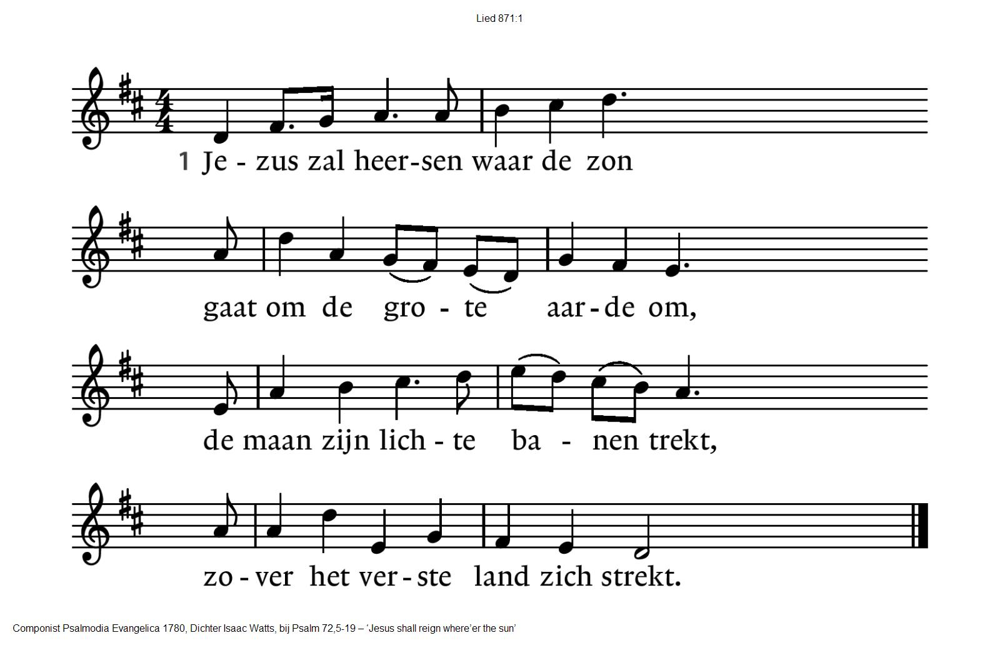 Lied 871:1
4 4
1 Je - zus zal heer-sen waar de zon
gaat om de gro - te aar-de om,
de maan zijn lich - te ba - nen trekt,
zo - ver het ver - ste land zich strekt.
Componist Psalmodia Evangelica 1780, Dichter Isaac Watts, bij Psalm 72,5-19 – ‘Jesus shall reign where’er the sun’